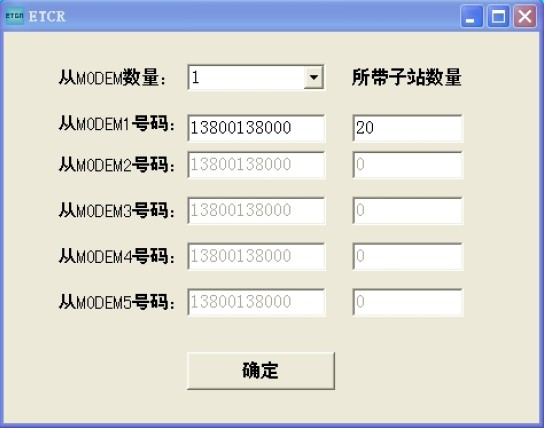 ETCR ETCR
从MODEM数量： 1 所带子站数量
从MODEM1号码： 13800138000 20
从MODEM2号码： 13800138000 0
从MODEM3号码： 13800138000 0
从MODEM4号码： 13800138000 0
从MODEM5号码： 13800138000 0
确定